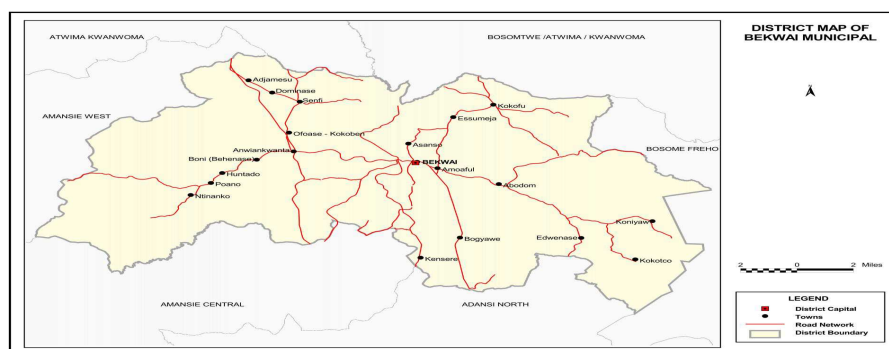 ATWIMA KWANWOMA
BOSOMTWE /ATWIMA / KWANWOMA
DISTRICT MAP OF
BEKWAI MUNICIPAL
Adjamesu
Dominase
Senfi
Kokofu
AMANSIE WEST
Essumeja
Ofoase - Kokoben
Asanso
Anwiankwanta
BOSOME FREHO
Boni (Behenase)
BEKWAI
Amoaful
Huntado
Poano
Abodom
Ntinanko
Koniyaw
Bogyawe
Edwenase
Kensere
Kokotco
2 0 2 Miles
AMANSIE CENTRAL
ADANSI NORTH
LEGEND
District Capital
Towns
Road Network
District Boundary